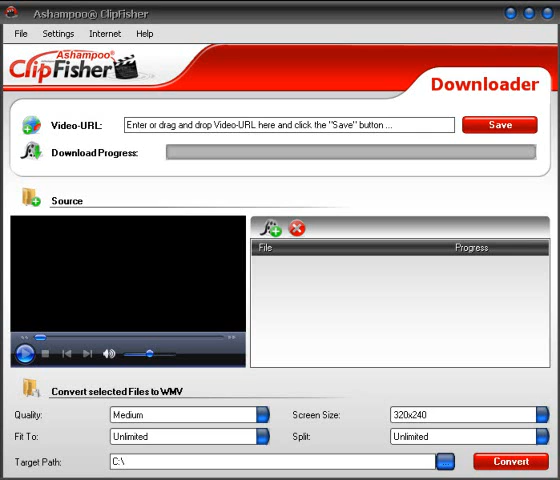 Ashampoo® ClipFisher
File Settings Internet Help
Ashampoo®
ClipFisher
Downloader
Video-URL: Enter or drag and drop Video-URL here and click the "Save" button ... Save
Download Progress:
Source
File Progress
Convert selected Files to WMV
Quality: Medium Screen Size: 320x240
Fit To: Unlimited Split: Unlimited
Target Path: C:\ ... Convert